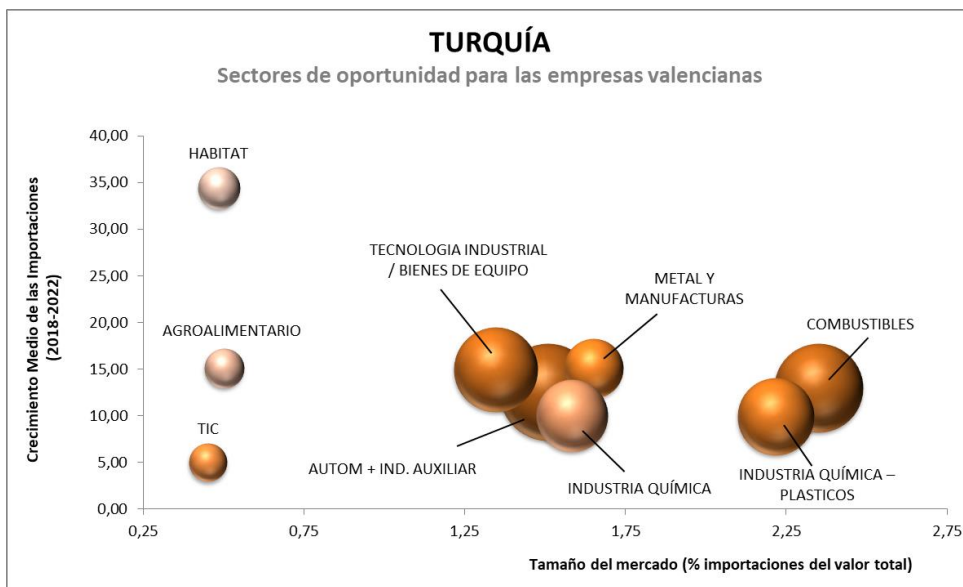 TURQUÍA
Sectores de oportunidad para las empresas valencianas
Crecimiento Medio de las Importaciones
(2018-2022)
40,00
35,00
30,00
25,00
20,00
15,00
10,00
5,00
0,00
HABITAT
AGROALIMENTARIO
TIC
TECNOLOGIA INDUSTRIAL
/ BIENES DE EQUIPO
METAL Y
MANUFACTURAS
COMBUSTIBLES
AUTOM + IND. AUXILIAR
INDUSTRIA QUÍMICA
INDUSTRIA QUÍMICA –
PLASTICOS
0,25
0,75
1,25
1,75
2,25
2,75
Tamaño del mercado (% importaciones del valor total)